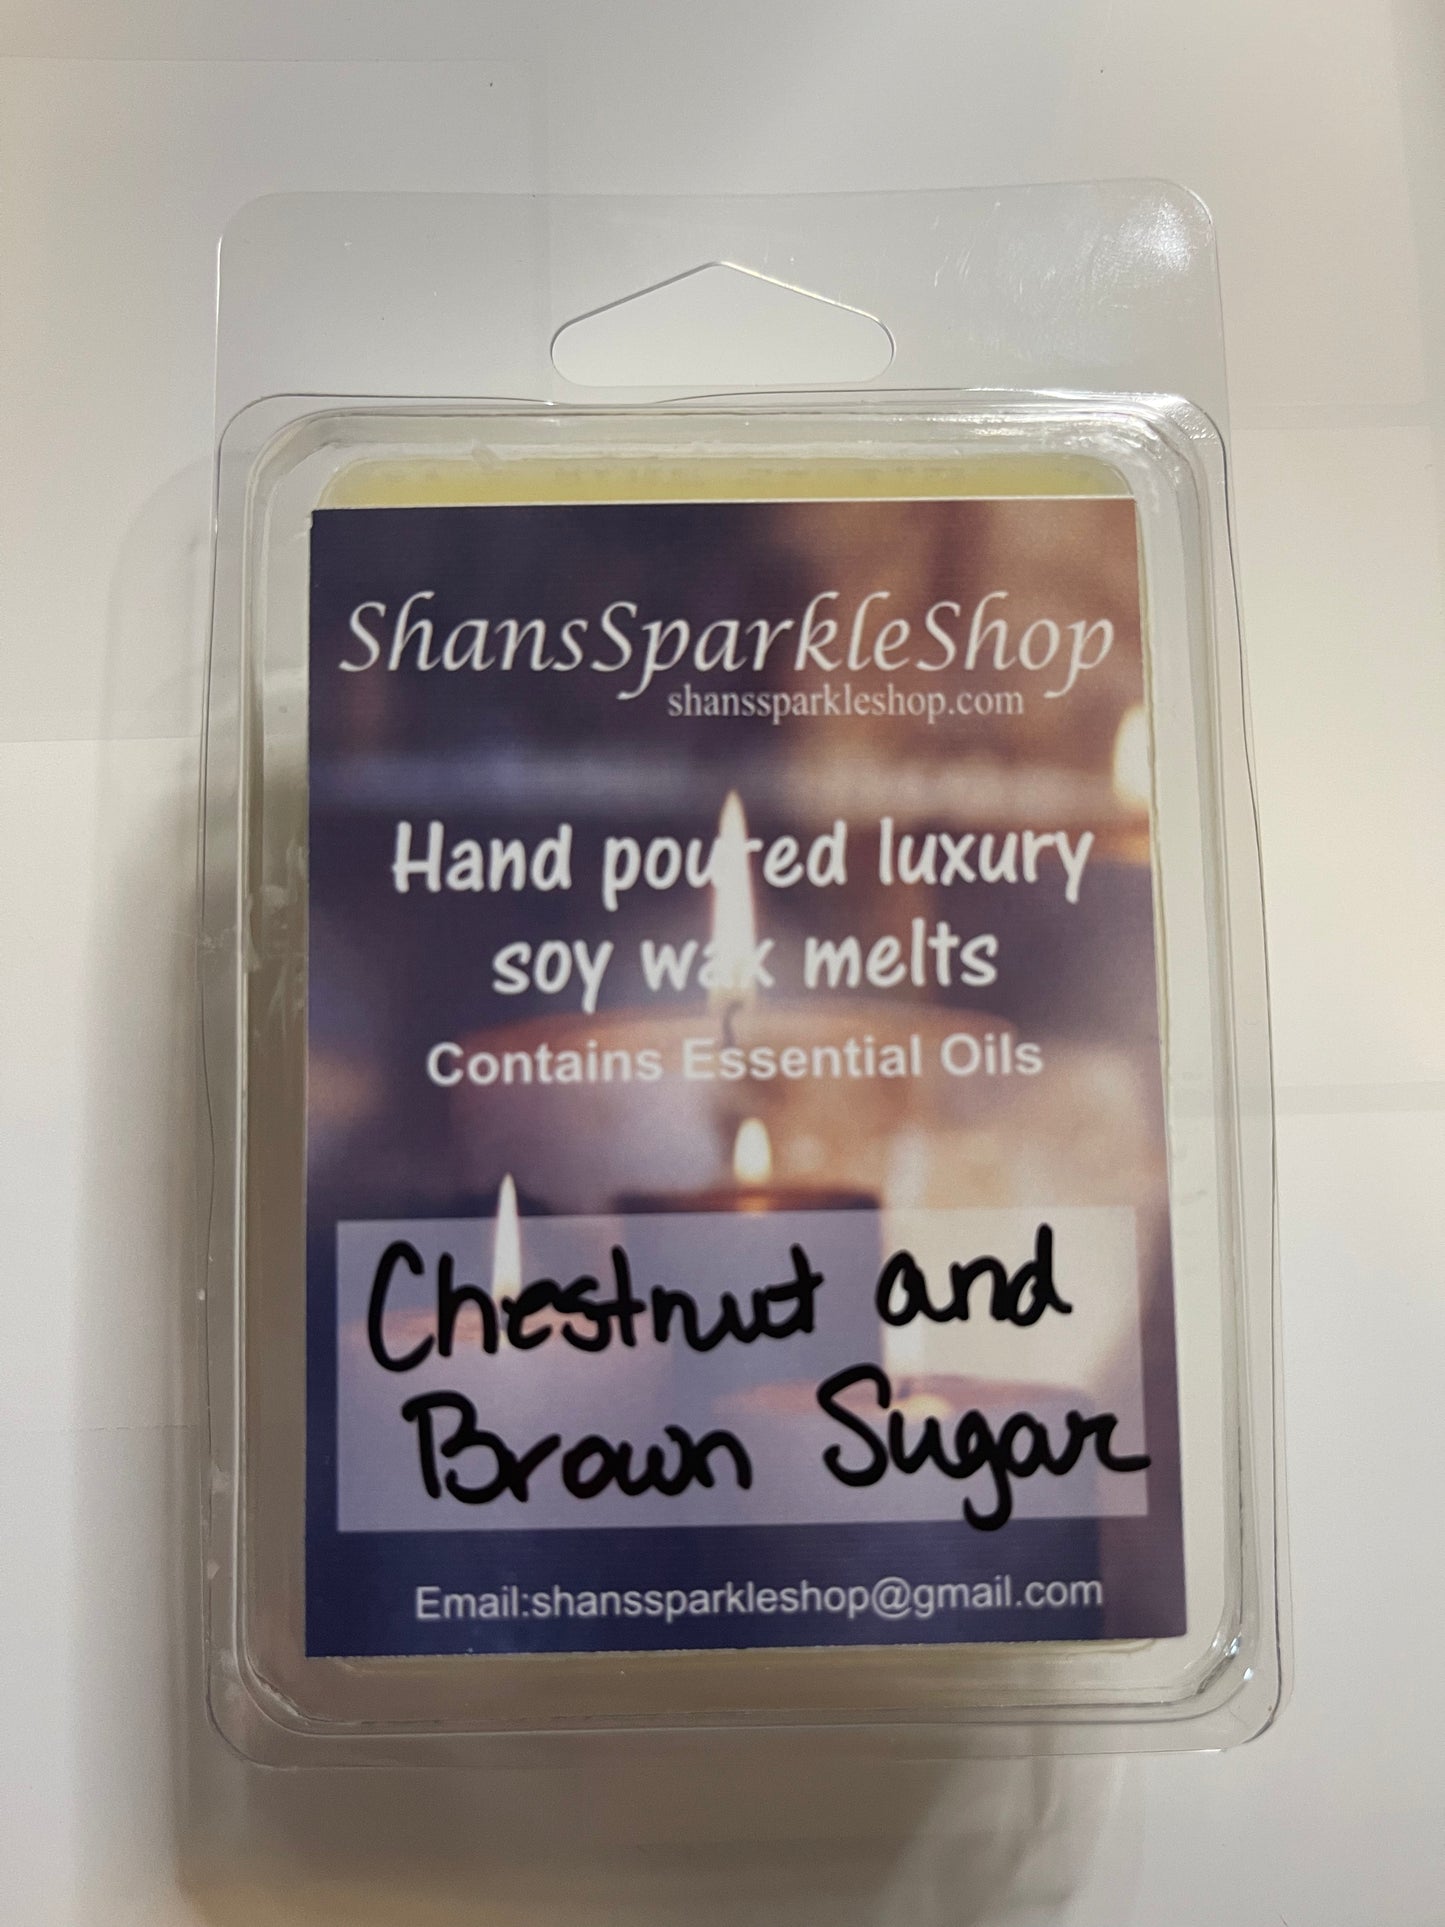 ShansSparkleShop
shanssparkleshop.com
Hand poured luxury
soy wax melts
Contains Essential Oils
Chestnut and
Brown Sugar
Email:shanssparkleshop@gmail.com